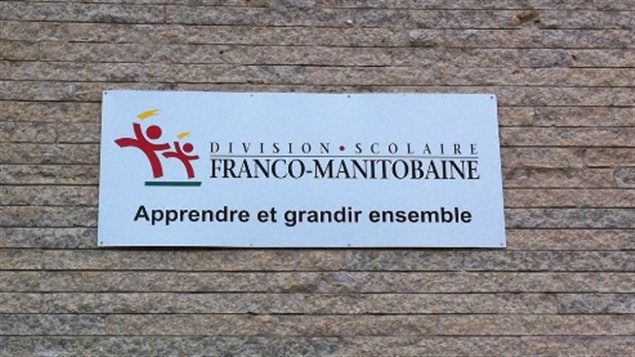 DIVISION • SCOLAIRE
FRANCO-MANITOBAINE
Apprendre et grandir ensemble